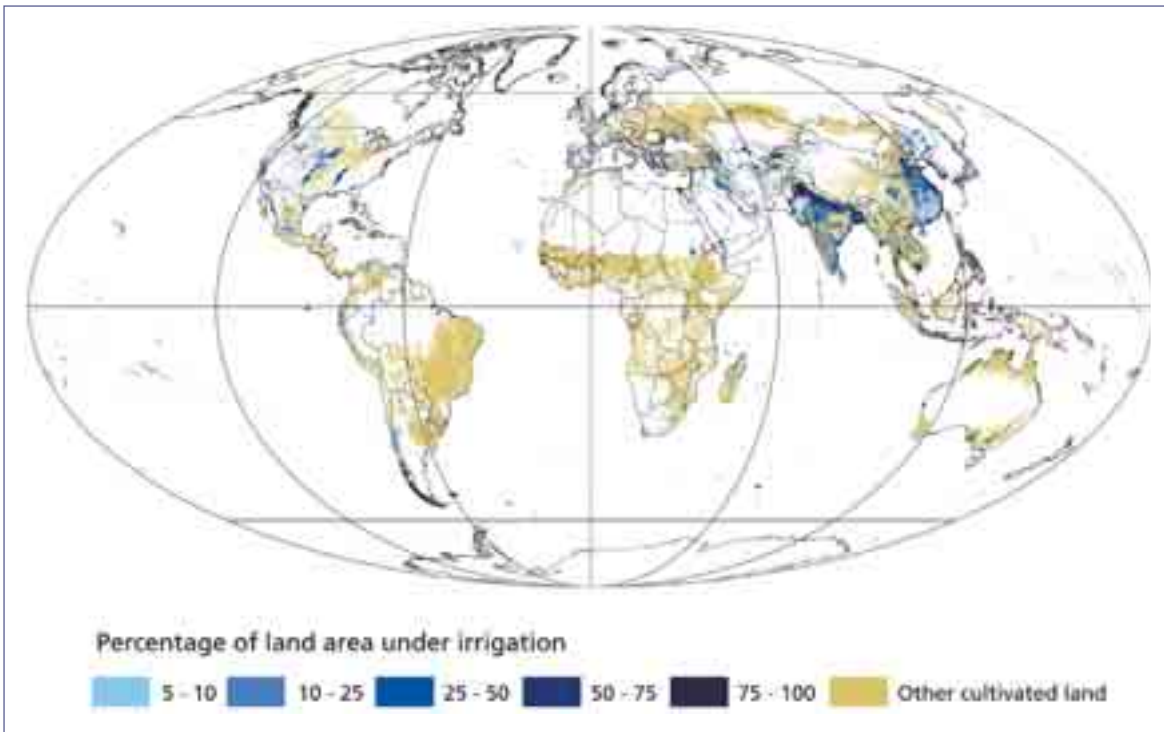 Percentage of land area under irrigation
5 - 10 10 - 25 25 - 50 50 - 75 75 - 100 Other cultivated land